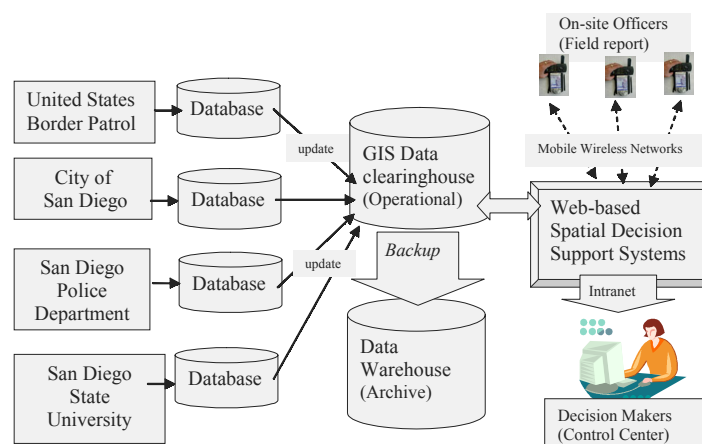 On-site Officers
(Field report)
United States
Border Patrol
Database
update
GIS Data
clearinghouse
(Operational)
Mobile Wireless Networks
City of
San Diego
Database
Web-based
Spatial Decision
Support Systems
San Diego
Police
Department
Database
update
Backup
Intranet
San Diego
State
University
Database
Data
Warehouse
(Archive)
Decision Makers
(Control Center)